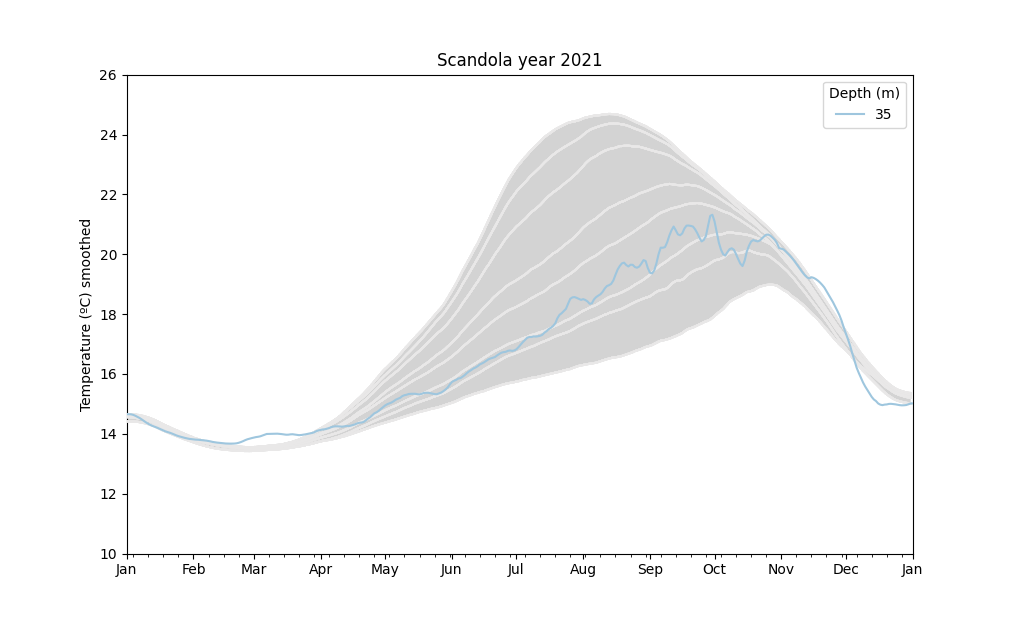 Scandola year 2021
Depth (m)
35
Temperature (ºC) smoothed
26
24
22
20
18
16
14
12
10
Jan Feb Mar Apr May Jun Jul Aug Sep Oct Nov Dec Jan